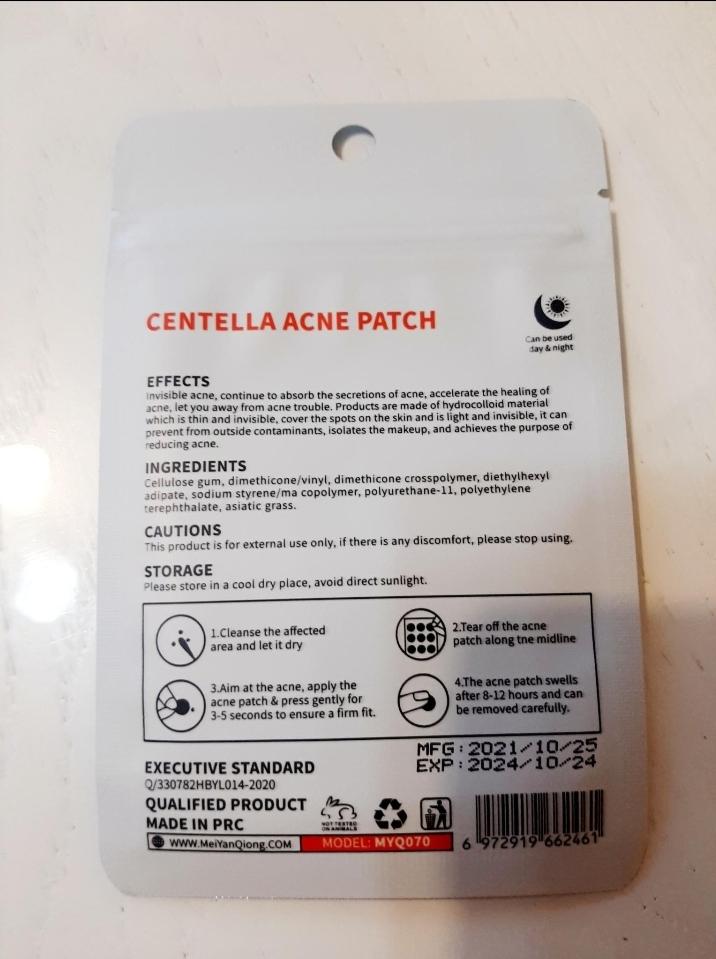 CENTELLA ACNE PATCH
Can be used
day & night
EFFECTS
Invisible acne, continue to absorb the secretions of acne, accelerate the healing of
acne, let you away from acne trouble. Products are made of hydrocolloid material
which is thin and invisible, cover the spots on the skin and is light and invisible, it can
prevent from outside contaminants, isolates the makeup, and achieves the purpose of
reducing acne.
INGREDIENTS
Cellulose gum, dimethicone/vinyl, dimethicone crosspolymer, diethylhexyl
adipate, sodium styrene/ma copolymer, polyurethane-11, polyethylene
terephthalate, asiatic grass.
CAUTIONS
This product is for external use only, if there is any discomfort, please stop using.
STORAGE
Please store in a cool dry place, avoid direct sunlight.
1.Cleanse the affected
area and let it dry
2.Tear off the acne
patch along tne midline
3.Aim at the acne, apply the
acne patch & press gently for
3-5 seconds to ensure a firm fit.
4.The acne patch swells
after 8-12 hours and can
be removed carefully.
MFG:2021/10/25
EXP:2024/10/24
EXECUTIVE STANDARD
Q/330782HBYL014-2020
QUALIFIED PRODUCT
MADE IN PRC
NOT TESTED
ON ANIMALS
WWW.MeiYanQiong.COM
MODEL: MYQ070
6 972919 662461